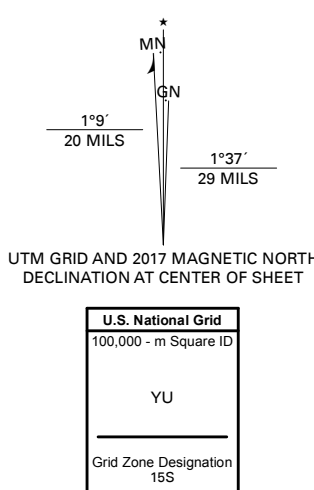 MN
GN
1°9´
20 MILS
1°37´
29 MILS
UTM GRID AND 2017 MAGNETIC NORTH
DECLINATION AT CENTER OF SHEET
U.S. National Grid
100,000 - m Square ID
YU
Grid Zone Designation
15S